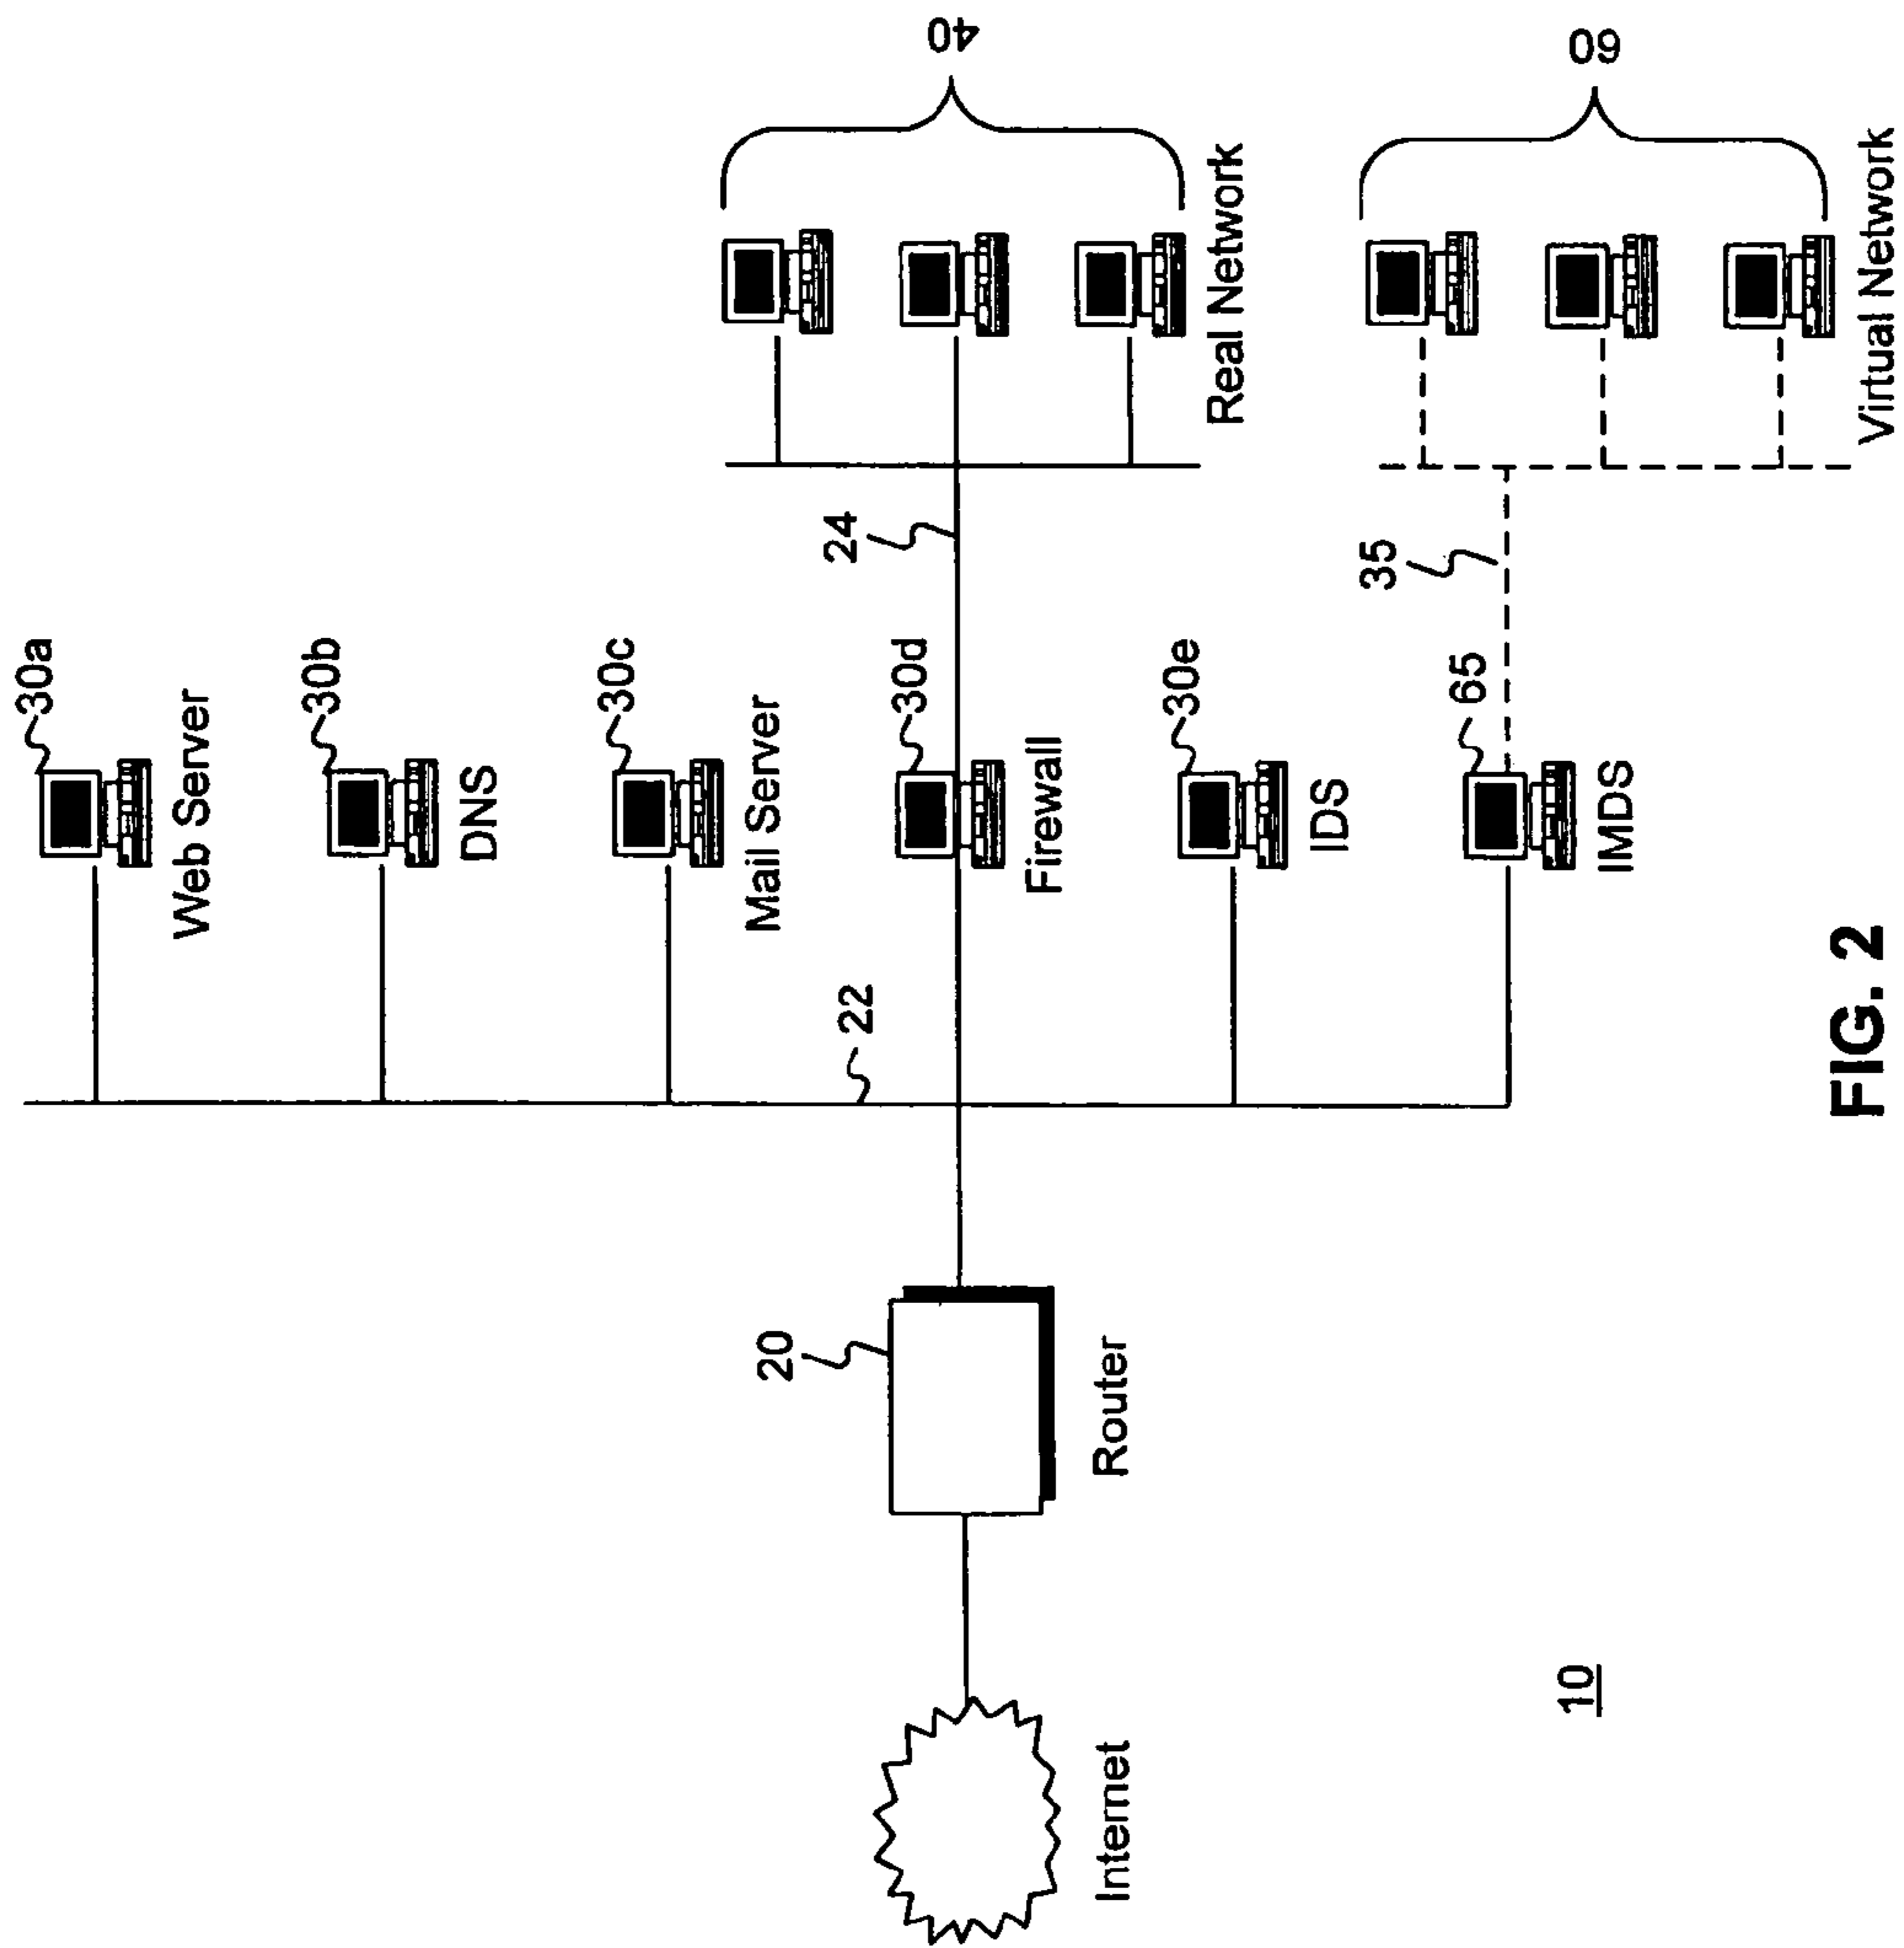 30a
Web Server
30b
DNS
30c
Mail Server
22
24
40
30d
Firewall
20
Router
Internet
Real Network
30e
IDS
35
65
IMDS
60
Virtual Network
10
FIG. 2